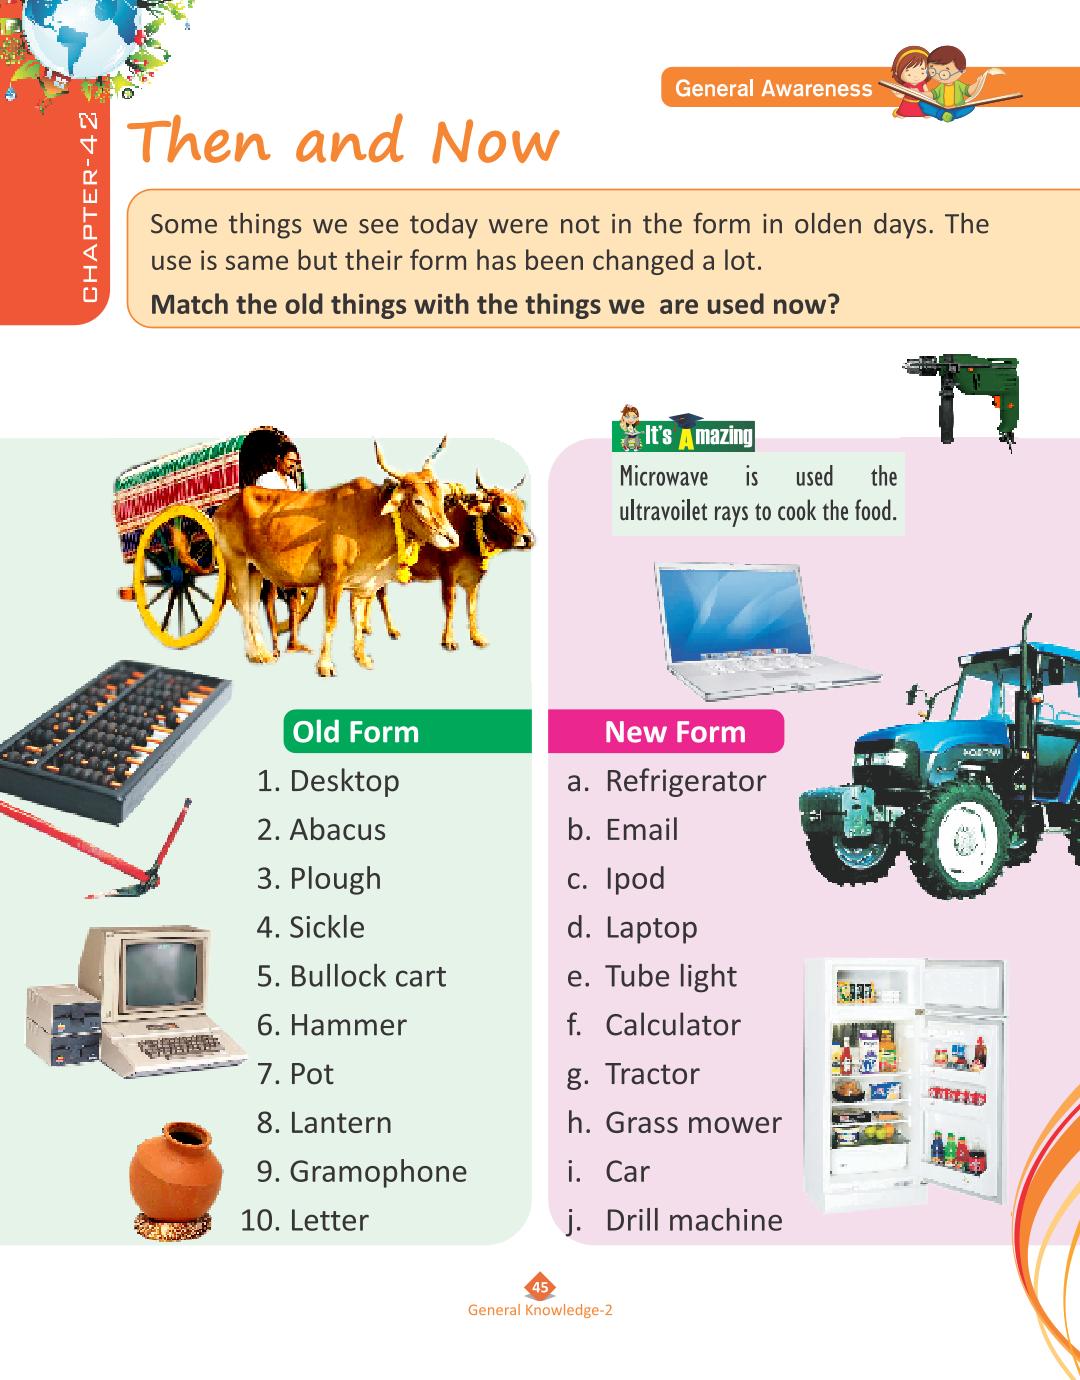 General Awareness
CHAPTER-42
Then and Now
Some things we see today were not in the form in olden days. The
use is same but their form has been changed a lot.
Match the old things with the things we are used now?
It's Amazing
Microwave is used the
ultravoilet rays to cook the food.
Old Form
1. Desktop
2. Abacus
3. Plough
4. Sickle
5. Bullock cart
6. Hammer
7. Pot
8. Lantern
9. Gramophone
10. Letter
New Form
a. Refrigerator
b. Email
c. Ipod
d. Laptop
e. Tube light
f. Calculator
g. Tractor
h. Grass mower
i. Car
j. Drill machine
45
General Knowledge-2